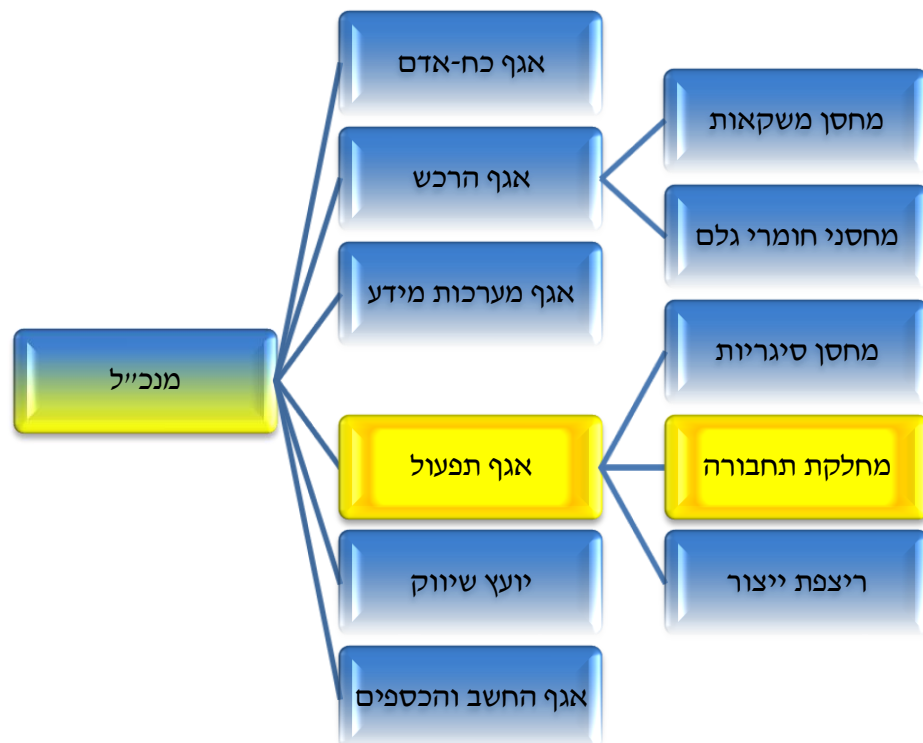 מנכ״ל
אגף כח-אדם
אגף הרכש
אגף מערכות מידע
אגף תפעול
יועץ שיווק
אגף החשב והכספים
מחסן משקאות
מחסני חומרי גלם
מחסן סיגריות
מחלקת תחבורה
ריצפת ייצור